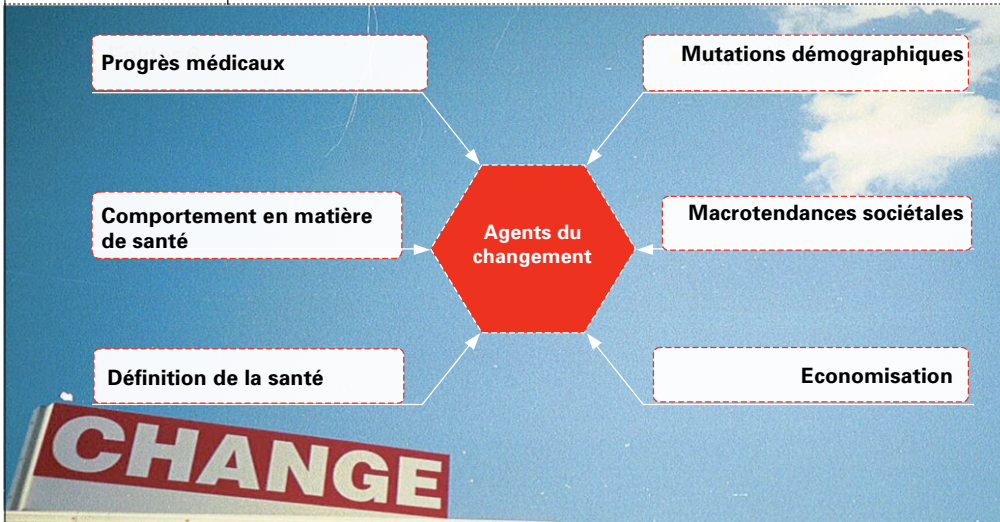 Progrès médicaux
Mutations démographiques
Comportement en matière
de santé
Agents du
changement
Macrotendances sociétales
Définition de la santé
Economisation
CHANGE